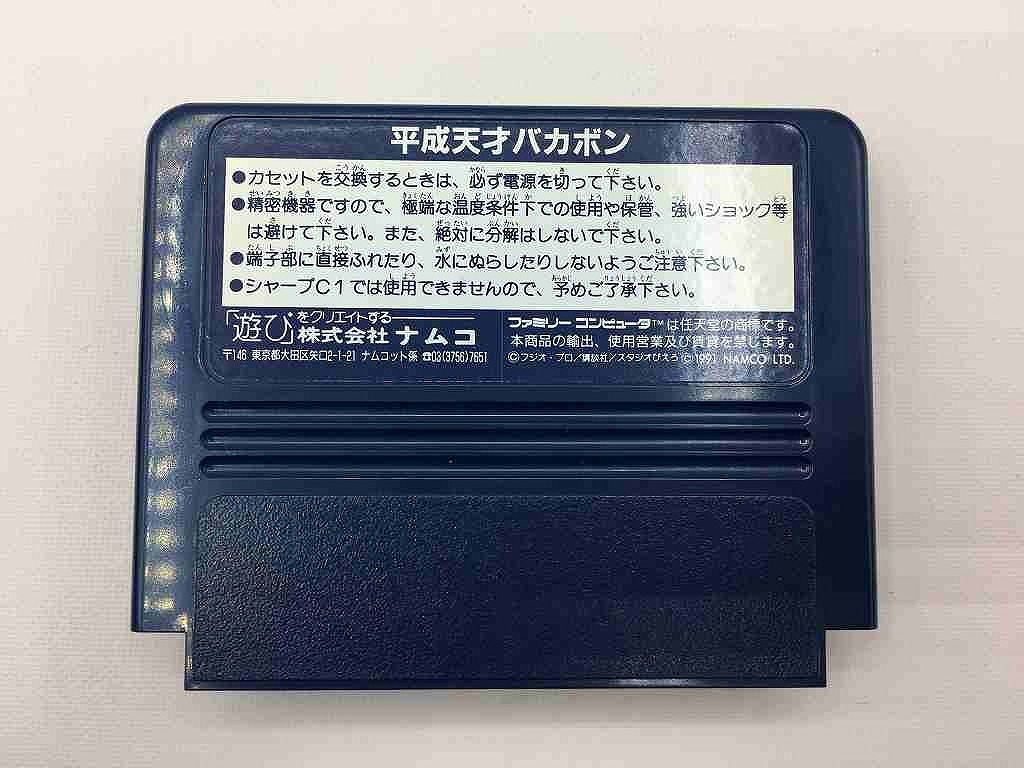 平成天才バカボン
●カセットを交換するときは、必ず電源を切って下さい。
●精密機器ですので、極端な温度条件下での使用や保管、強いショック等
は避けて下さい。また、絶対に分解はしないで下さい。
●端子部に直接ふれたり、水にぬらしたりしないようご注意下さい。
●シャープC1では使用できませんので、予めご了承下さい。
「遊び」をクリエイトする
株式会社 ナムコ
〒146 東京都大田区矢口2-1-21 ナムコット係 ☎03(3756)7651
ファミリー コンピュータ™は任天堂の商標です。
本商品の輸出、使用営業及び賃貸を禁じます。
©フジオ・プロ／講談社／スタジオぴえろ ©1991 NAMCO LTD.